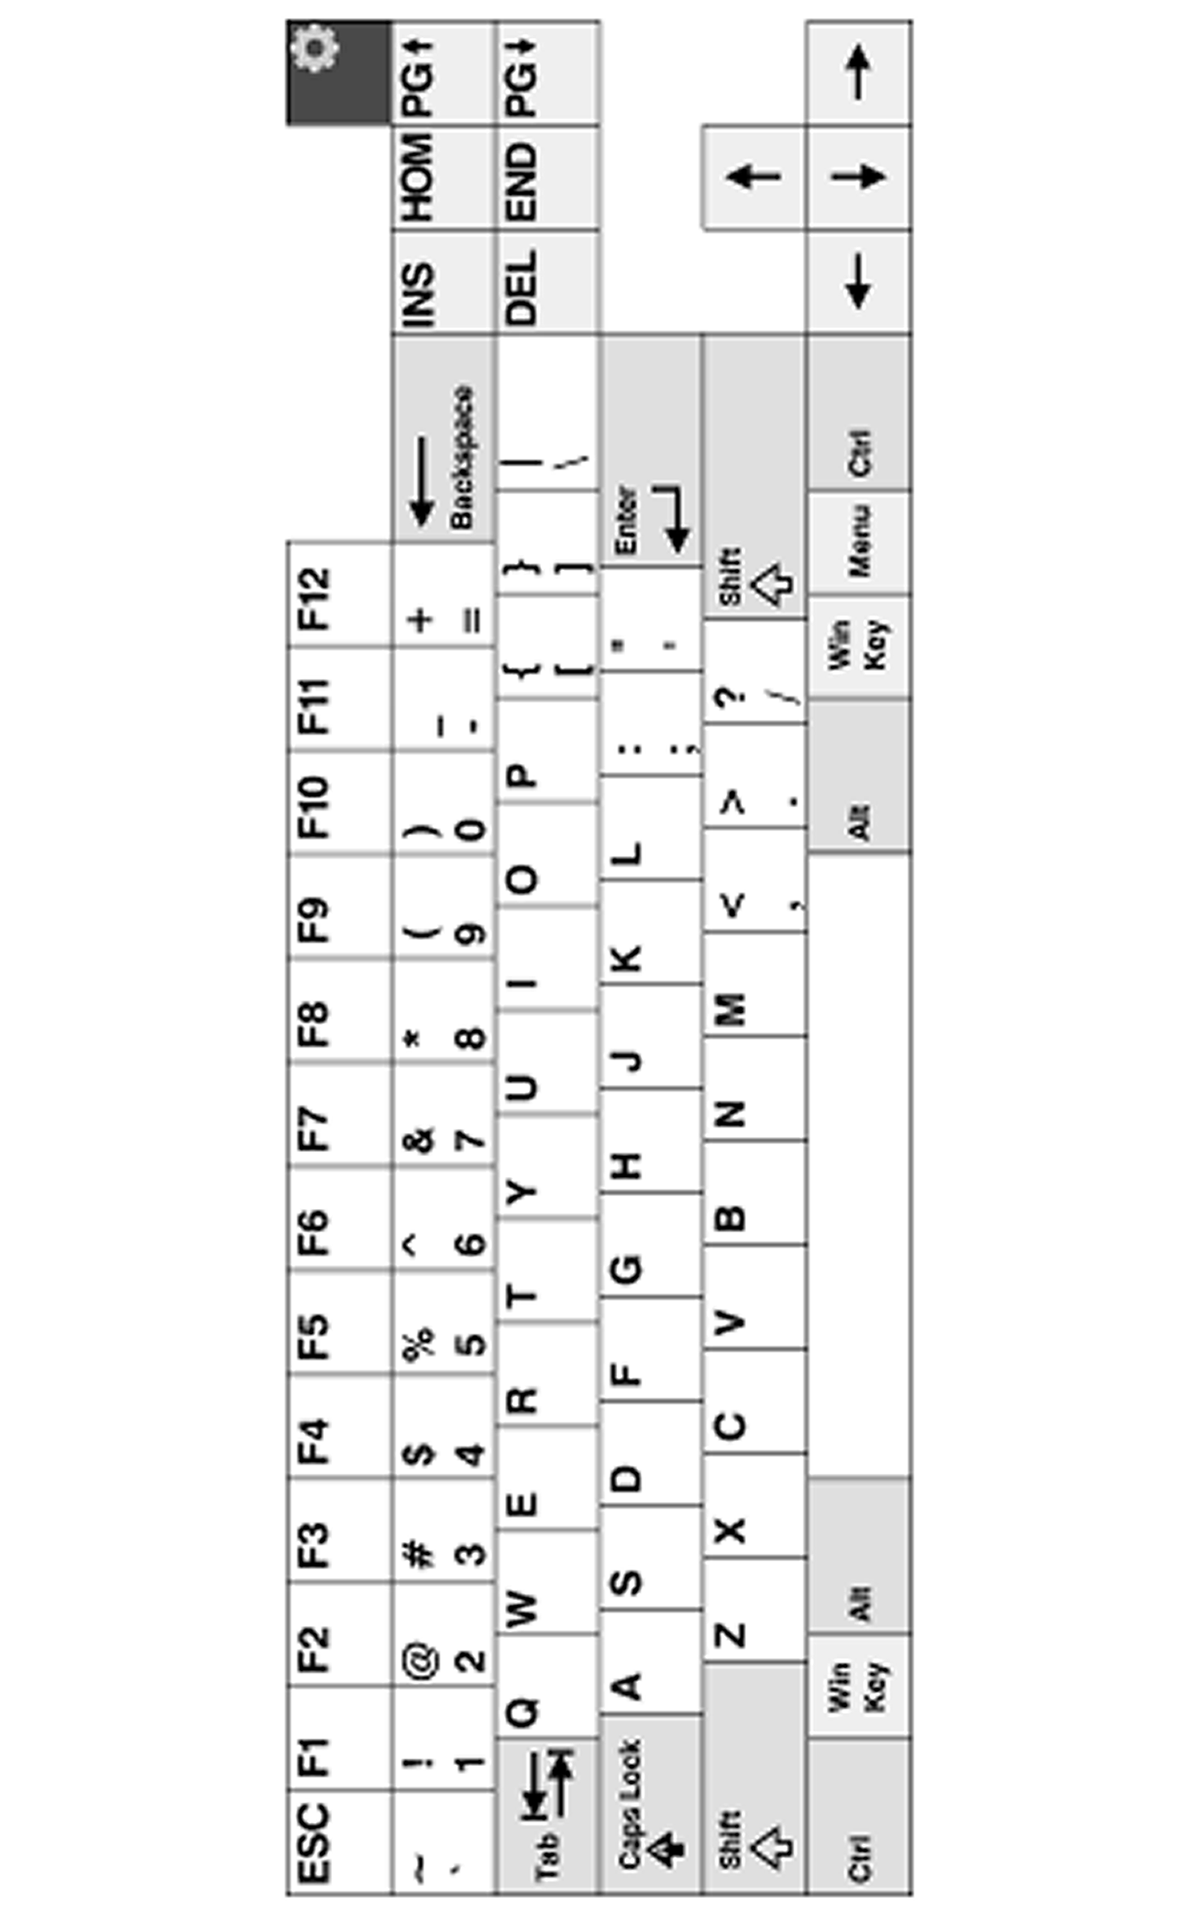 ESC F1 F2 F3 F4 F5 F6 F7 F8 F9 F10 F11 F12
~ ! @ # $ % ^ & * ( ) _ + ← INS HOM PG↑
` 1 2 3 4 5 6 7 8 9 0 - = Backspace
Tab Q W E R T Y U I O P { } | DEL END PG↓
[ ] \
Caps Lock A S D F G H J K L : " Enter
; '
Shift Z X C V B N M < > ? Shift ↑
, . /
Ctrl Win Key Alt Alt Win Key Menu Ctrl ← ↓ →